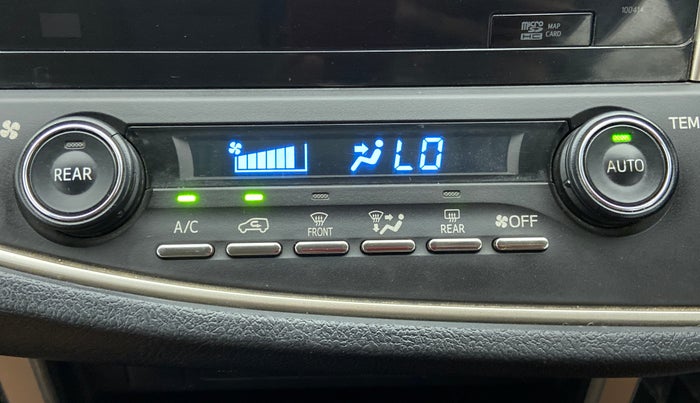 100414
micro SD HC MAP CARD
TEM
REAR
LO
AUTO
A/C
FRONT
REAR
OFF